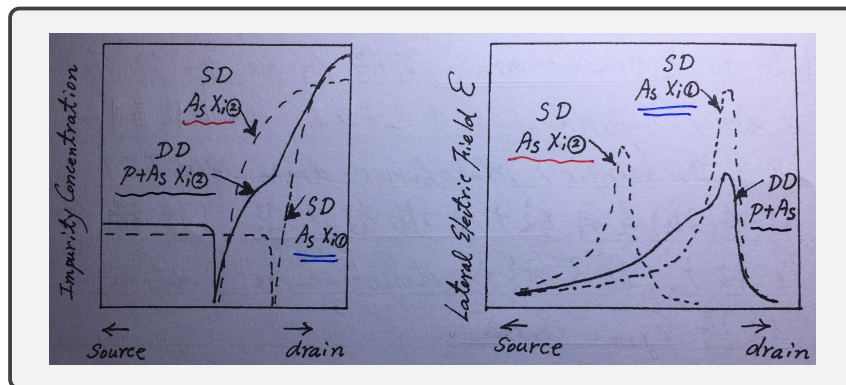 Impurity Concentration
SD
As Xi②
DD
P+As Xi②
SD
As Xi①
Source
drain
Lateral Electric Field Ɛ
SD
As Xi②
SD
As Xi①
DD
P+As
Source
drain